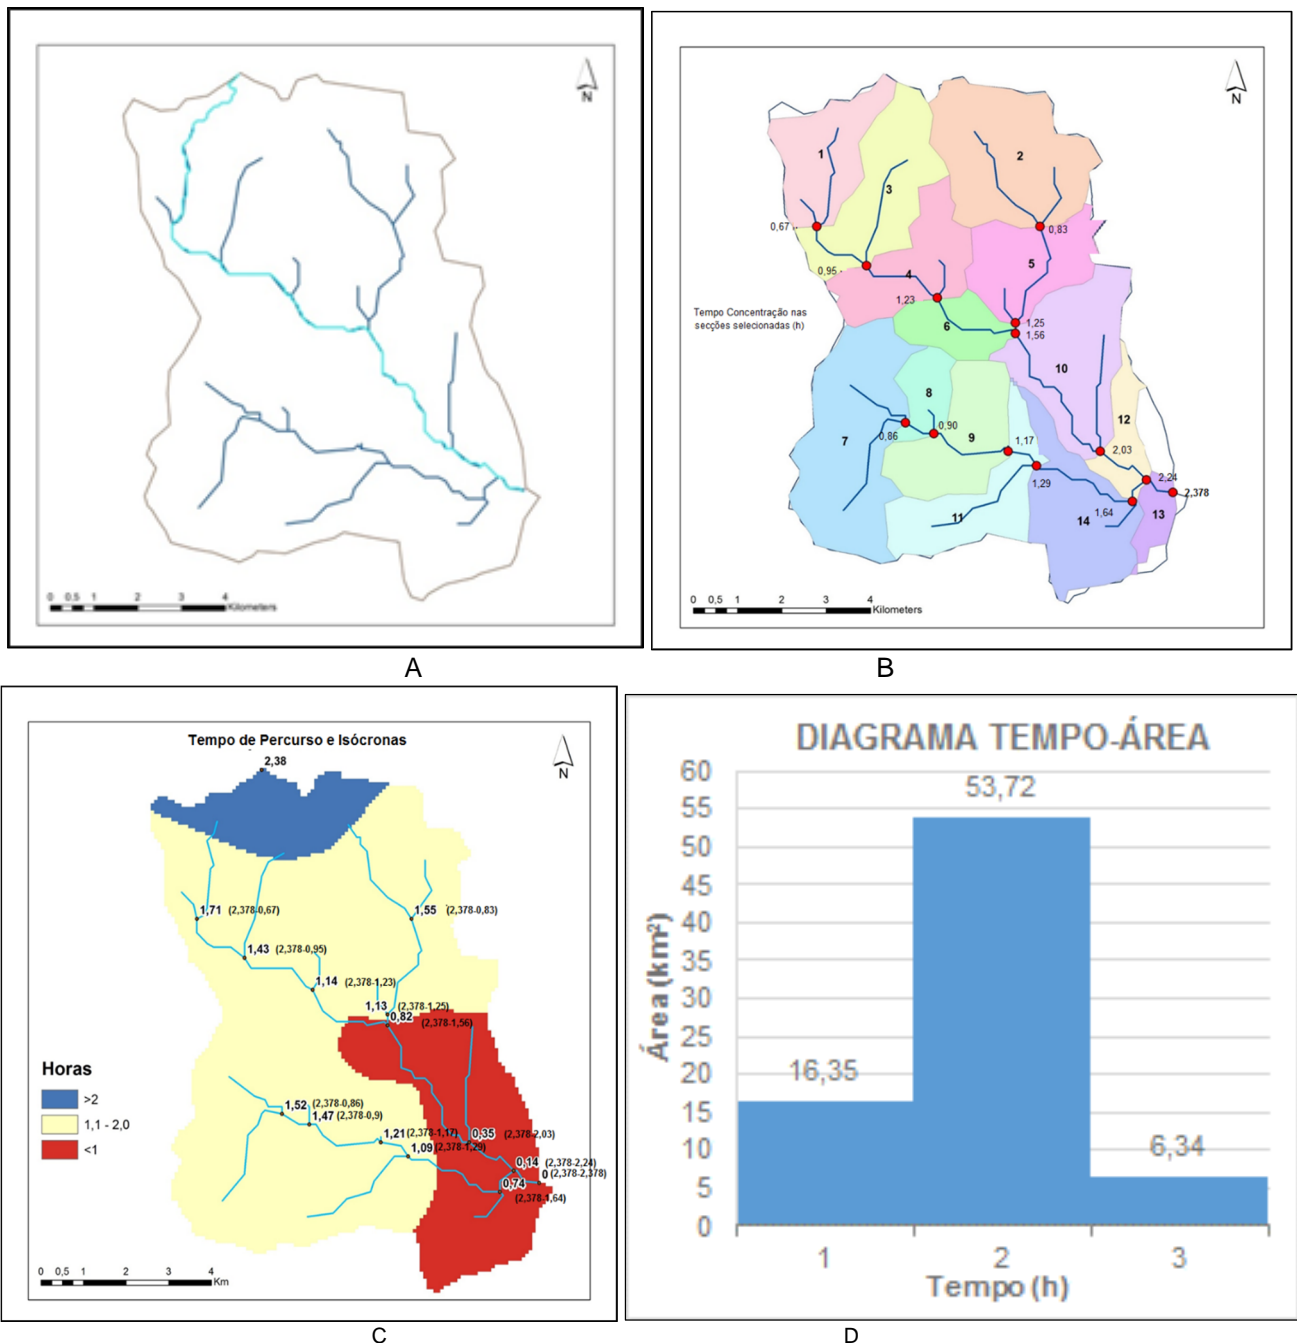 N
0 0,5 1 2 3 4
Kilometers
A
N
1
2
3
0,67
0,83
0,95
4
5
1,23
Tempo Concentração nas
secções selecionadas (h)
6
1,25
1,56
10
8
7
0,86
0,90
9
1,17
12
2,03
1,29
2,24
2,378
11
14
1,64
13
0 0,5 1 2 3 4
Kilometers
B
Tempo de Percurso e Isócronas
2,38
N
1,71 (2,378-0,67)
1,55 (2,378-0,83)
1,43 (2,378-0,95)
1,14 (2,378-1,23)
1,13 (2,378-1,25)
0,82 (2,378-1,56)
Horas
>2
1,1 - 2,0
<1
1,52 (2,378-0,86)
1,47 (2,378-0,9)
1,21 (2,378-1,17)
0,35 (2,378-2,03)
1,09 (2,378-1,29)
0,14 (2,378-2,24)
0 (2,378-2,378)
0,74 (2,378-1,64)
0 0,5 1 2 3 4
Km
C
DIAGRAMA TEMPO-ÁREA
60
55
50
45
40
35
30
25
20
15
10
5
0
Área (km²)
16,35
53,72
6,34
1 2 3
Tempo (h)
D